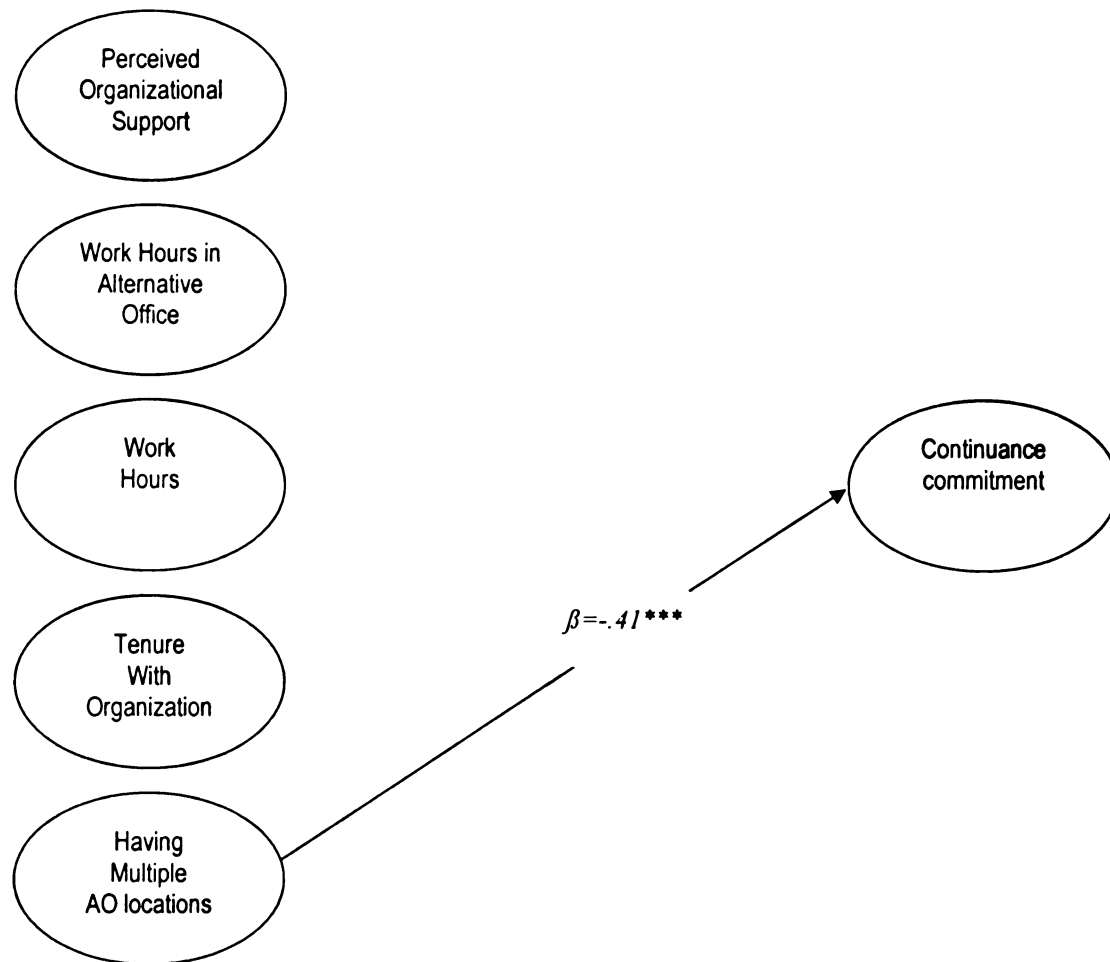 Perceived
Organizational
Support
Work Hours in
Alternative
Office
Work
Hours
Continuance
commitment
β=-.41***
Tenure
With
Organization
Having
Multiple
AO locations